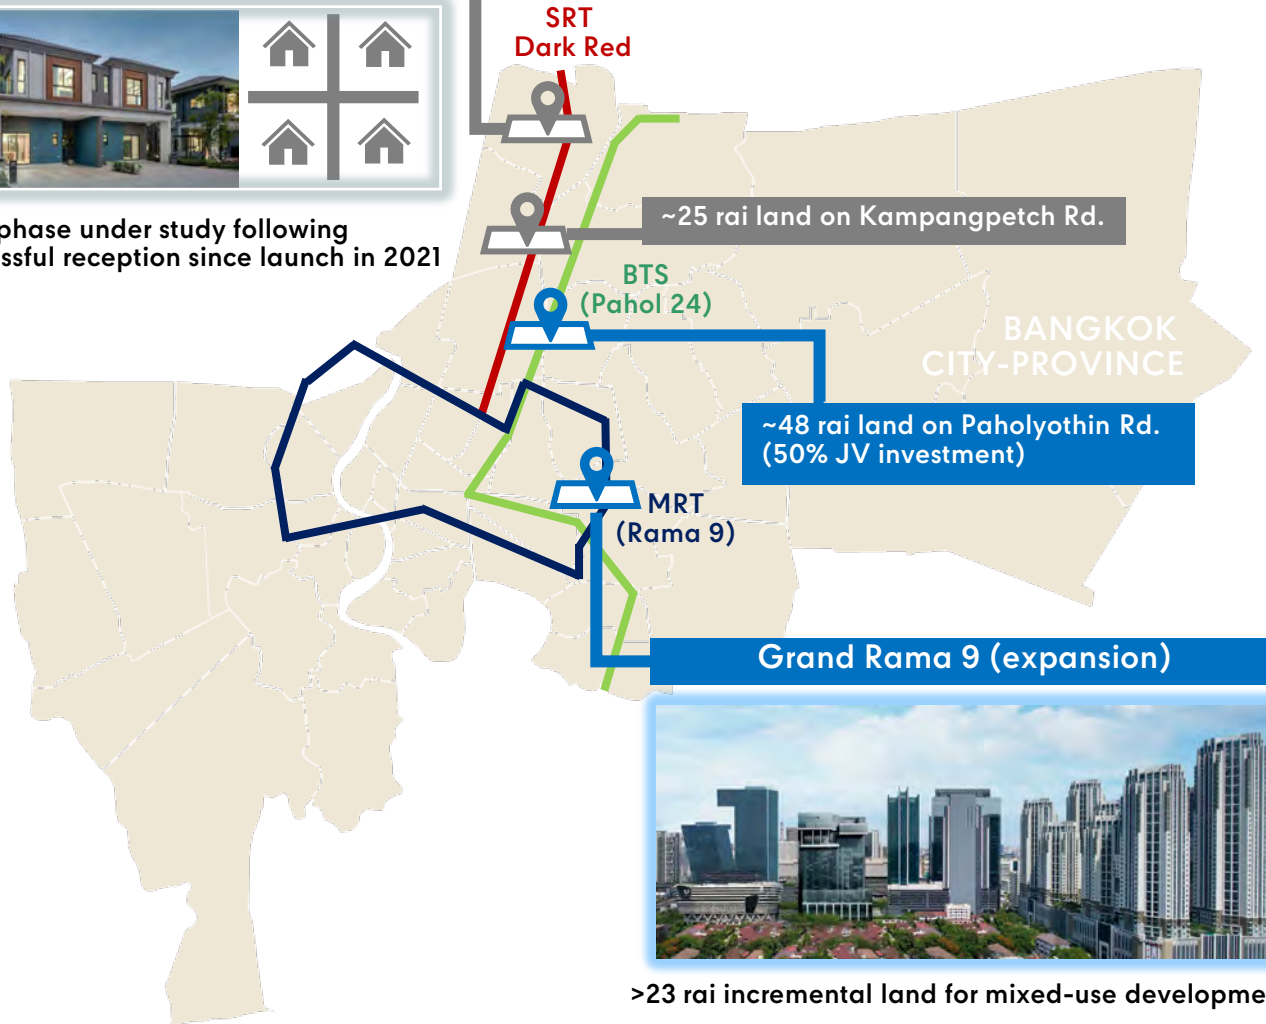 SRT
Dark Red
phase under study following
ssful reception since launch in 2021
~25 rai land on Kampangpetch Rd.
BTS
(Pahol 24)
BANGKOK
CITY-PROVINCE
~48 rai land on Paholyothin Rd.
(50% JV investment)
MRT
(Rama 9)
Grand Rama 9 (expansion)
>23 rai incremental land for mixed-use developme